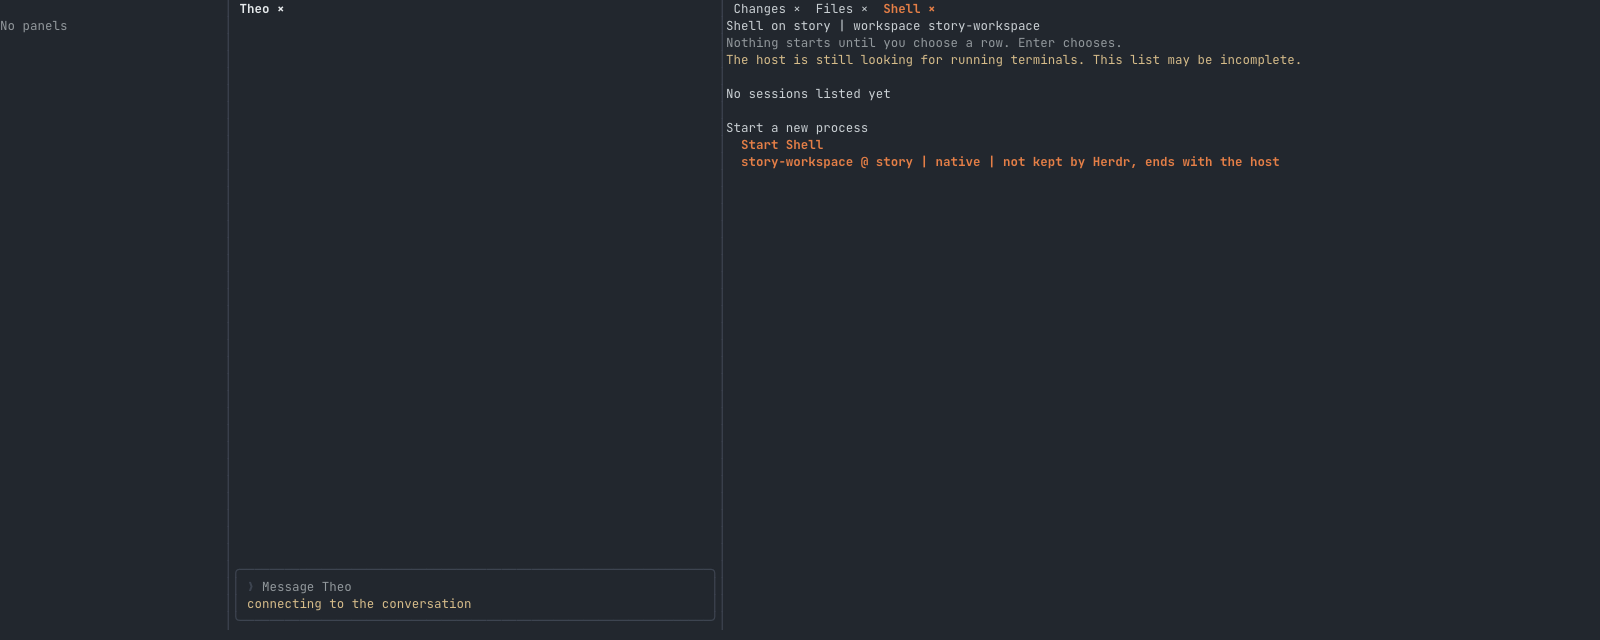 No panels
Theo ×
Changes × Files × Shell ×
Shell on story | workspace story-workspace
Nothing starts until you choose a row. Enter chooses.
The host is still looking for running terminals. This list may be incomplete.
No sessions listed yet
Start a new process
Start Shell
story-workspace @ story | native | not kept by Herdr, ends with the host
⟩ Message Theo
connecting to the conversation